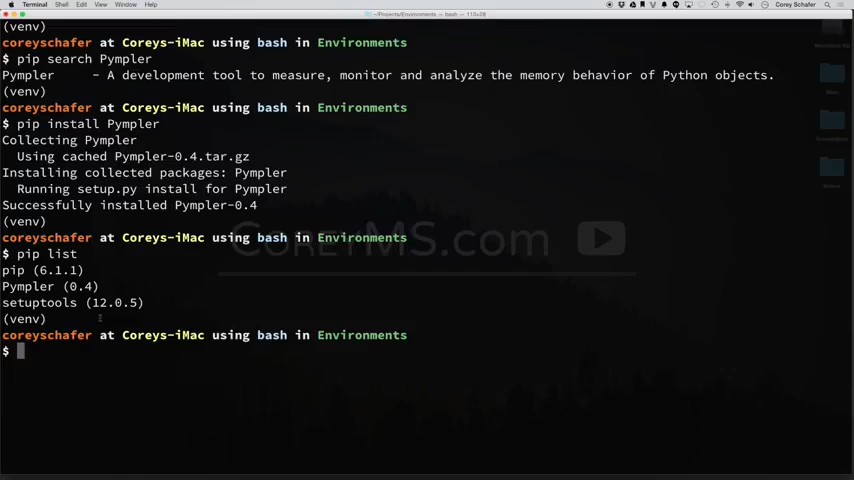 Terminal Shell Edit View Window Help
Corey Schafer
~/Projects/Environments — bash — 113×28
(venv)
coreyschafer at Coreys-iMac using bash in Environments
$ pip search Pympler
Pympler     - A development tool to measure, monitor and analyze the memory behavior of Python objects.
(venv)
coreyschafer at Coreys-iMac using bash in Environments
$ pip install Pympler
Collecting Pympler
  Using cached Pympler-0.4.tar.gz
Installing collected packages: Pympler
  Running setup.py install for Pympler
Successfully installed Pympler-0.4
(venv)
coreyschafer at Coreys-iMac using bash in Environments
CoreyMS.com
$ pip list
pip (6.1.1)
Pympler (0.4)
setuptools (12.0.5)
(venv)
coreyschafer at Coreys-iMac using bash in Environments
$